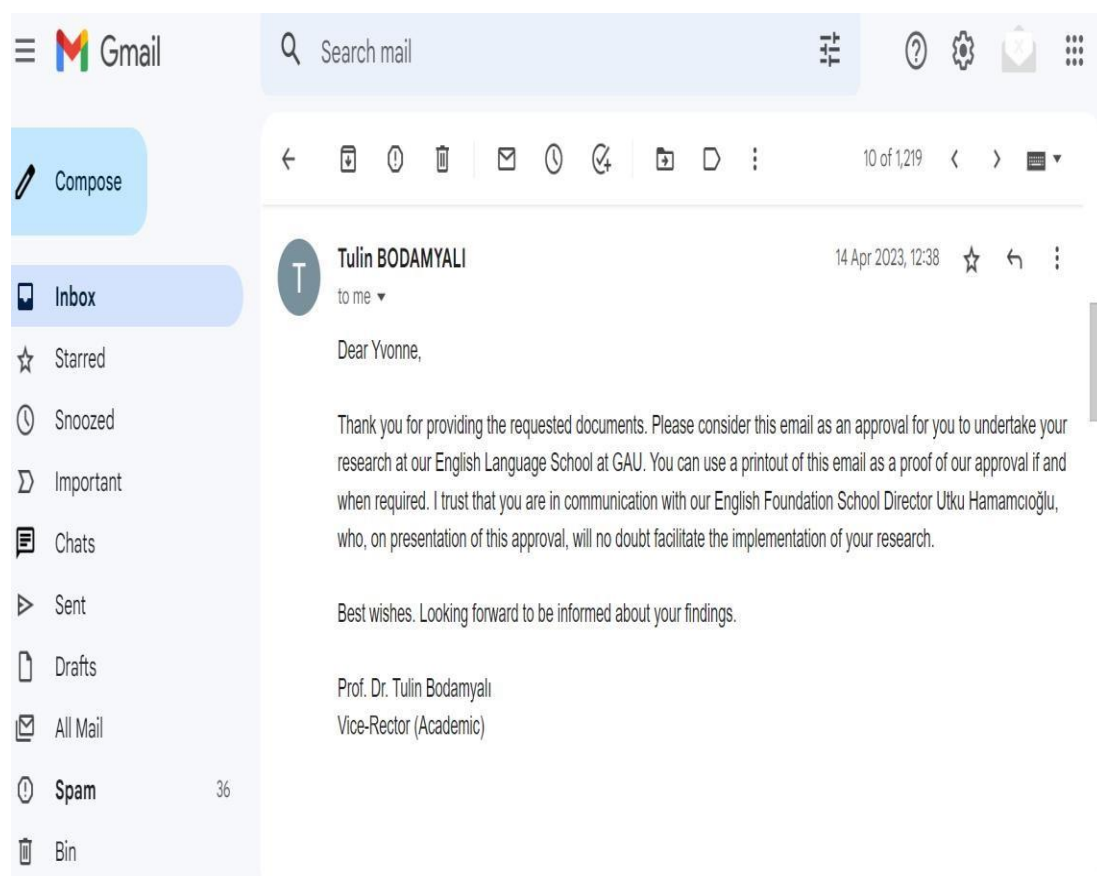 Gmail
Search mail
Compose
10 of 1,219
Inbox
Starred
Snoozed
Important
Chats
Sent
Drafts
All Mail
Spam 36
Bin
T
Tulin BODAMYALI
14 Apr 2023, 12:38
to me
Dear Yvonne,
Thank you for providing the requested documents. Please consider this email as an approval for you to undertake your
research at our English Language School at GAU. You can use a printout of this email as a proof of our approval if and
when required. I trust that you are in communication with our English Foundation School Director Utku Hamamcıoğlu,
who, on presentation of this approval, will no doubt facilitate the implementation of your research.
Best wishes. Looking forward to be informed about your findings.
Prof. Dr. Tulin Bodamyalı
Vice-Rector (Academic)